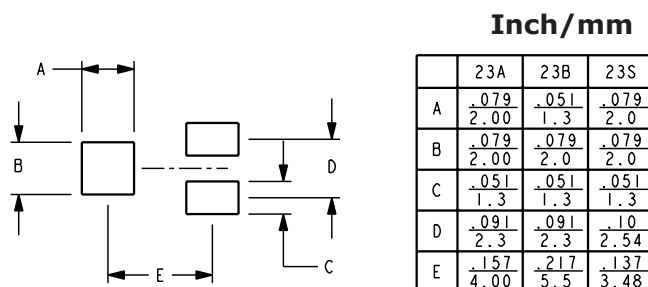 Inch/mm
23A 23B 23S
A .079/2.00 .051/1.3 .079/2.0
B .079/2.00 .079/2.0 .079/2.0
C .051/1.3 .051/1.3 .051/1.3
D .091/2.3 .091/2.3 .10/2.54
E .157/4.00 .217/5.5 .137/3.48
A
B
D
E
C